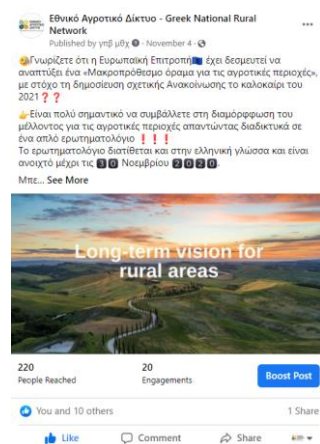 Εθνικό Αγροτικό Δίκτυο - Greek National Rural
Network
Published by γπβ μθχ · November 4 ·
Γνωρίζετε ότι η Ευρωπαϊκή Επιτροπή έχει δεσμευτεί να
αναπτύξει ένα «Μακροπρόθεσμο όραμα για τις αγροτικές περιοχές»,
με στόχο τη δημοσίευση σχετικής Ανακοίνωσης το καλοκαίρι του
2021❓❓
👉Είναι πολύ σημαντικό να συμβάλλετε στη διαμόρφωση του
μέλλοντος για τις αγροτικές περιοχές απαντώντας διαδικτυακά σε
ένα απλό ερωτηματολόγιο ❗❗❗
Το ερωτηματολόγιο διατίθεται και στην ελληνική γλώσσα και είναι
ανοιχτό μέχρι τις 30 Νοεμβρίου 2020.
Μπε... See More
Long-term vision for
rural areas
220
People Reached
20
Engagements
Boost Post
You and 10 others
1 Share
Like
Comment
Share